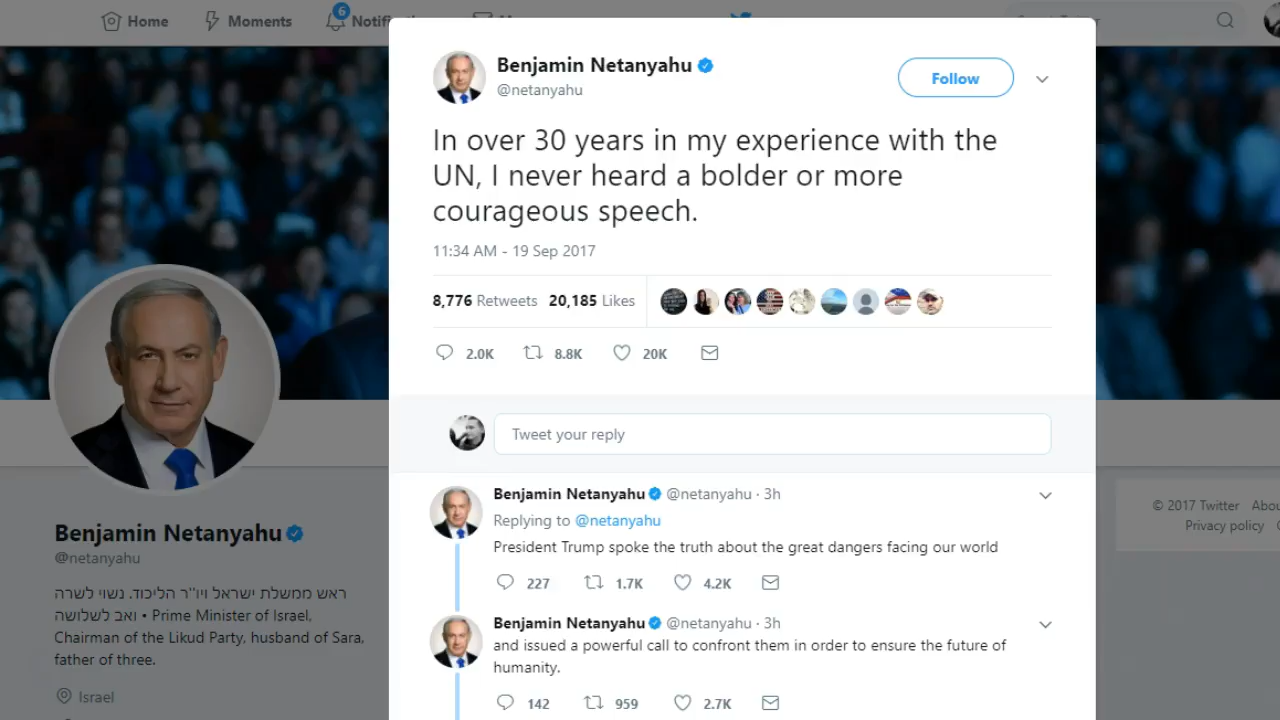 Home
Moments
6
Notifi
Benjamin Netanyahu
@netanyahu
Follow
In over 30 years in my experience with the
UN, I never heard a bolder or more
courageous speech.
11:34 AM - 19 Sep 2017
8,776 Retweets 20,185 Likes
2.0K 8.8K 20K
Tweet your reply
Benjamin Netanyahu @netanyahu · 3h
Replying to @netanyahu
President Trump spoke the truth about the great dangers facing our world
227 1.7K 4.2K
Benjamin Netanyahu @netanyahu · 3h
and issued a powerful call to confront them in order to ensure the future of
humanity.
142 959 2.7K
Benjamin Netanyahu
@netanyahu
ראש ממשלת ישראל ויו''ר הליכוד. נשוי לשרה
ואב לשלושה • Prime Minister of Israel,
Chairman of the Likud Party, husband of Sara,
father of three.
Israel
© 2017 Twitter Abou
Privacy policy